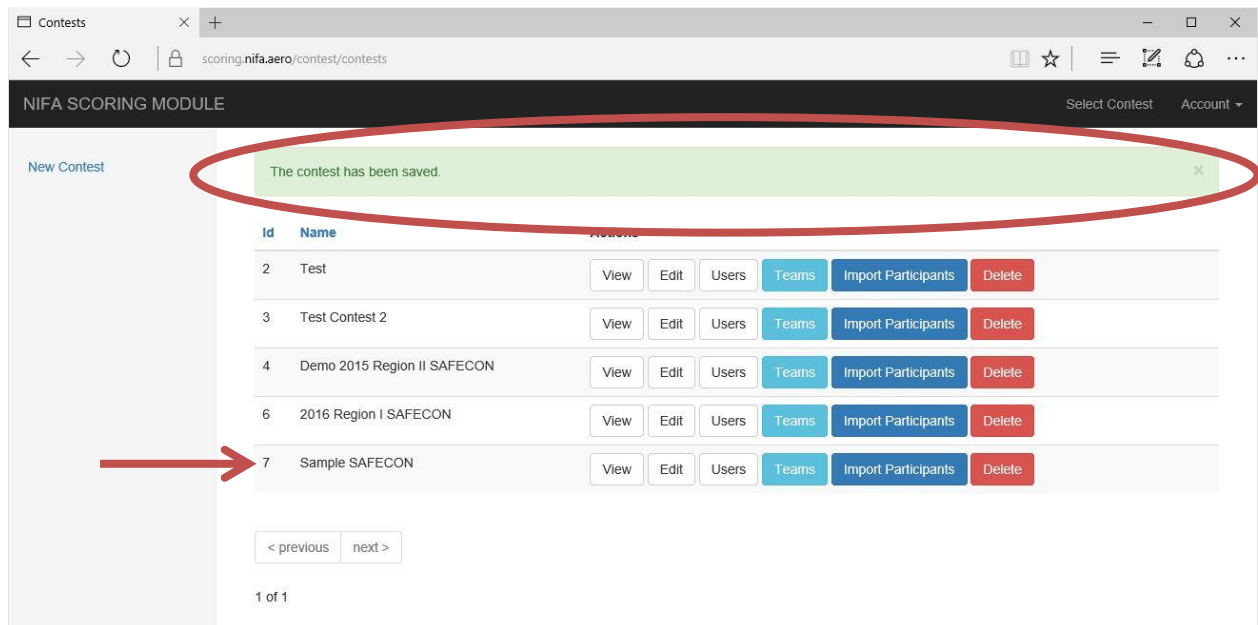 Contests
scoring.nifa.aero/contest/contests
NIFA SCORING MODULE Select Contest Account
New Contest
The contest has been saved. ×
Id Name Actions
2 Test View Edit Users Teams Import Participants Delete
3 Test Contest 2 View Edit Users Teams Import Participants Delete
4 Demo 2015 Region II SAFECON View Edit Users Teams Import Participants Delete
6 2016 Region I SAFECON View Edit Users Teams Import Participants Delete
7 Sample SAFECON View Edit Users Teams Import Participants Delete
< previous next >
1 of 1